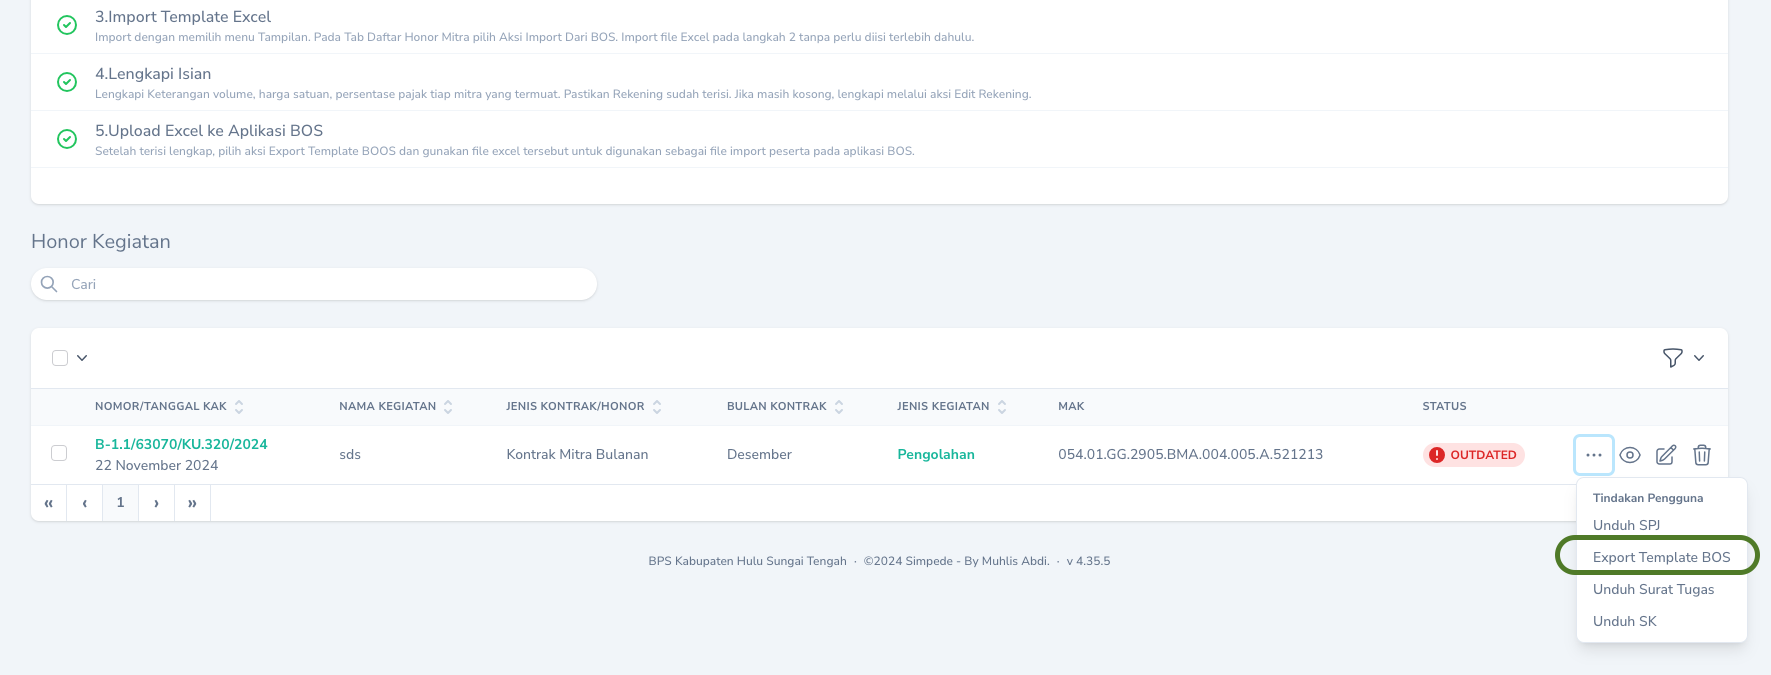 3.Import Template Excel
Import dengan memilih menu Tampilan. Pada Tab Daftar Honor Mitra pilih Aksi Import Dari BOS. Import file Excel pada langkah 2 tanpa perlu diisi terlebih dahulu.
4.Lengkapi Isian
Lengkapi Keterangan volume, harga satuan, persentase pajak tiap mitra yang termuat. Pastikan Rekening sudah terisi. Jika masih kosong, lengkapi melalui aksi Edit Rekening.
5.Upload Excel ke Aplikasi BOS
Setelah terisi lengkap, pilih aksi Export Template BOOS dan gunakan file excel tersebut untuk digunakan sebagai file import peserta pada aplikasi BOS.
Honor Kegiatan
Cari
NOMOR/TANGGAL KAK NAMA KEGIATAN JENIS KONTRAK/HONOR BULAN KONTRAK JENIS KEGIATAN MAK STATUS
B-1.1/63070/KU.320/2024
22 November 2024
sds Kontrak Mitra Bulanan Desember Pengolahan 054.01.GG.2905.BMA.004.005.A.521213 OUTDATED
« ‹ 1 › »
Tindakan Pengguna
Unduh SPJ
Export Template BOS
Unduh Surat Tugas
Unduh SK
BPS Kabupaten Hulu Sungai Tengah · ©2024 Simpede - By Muhlis Abdi. · v 4.35.5